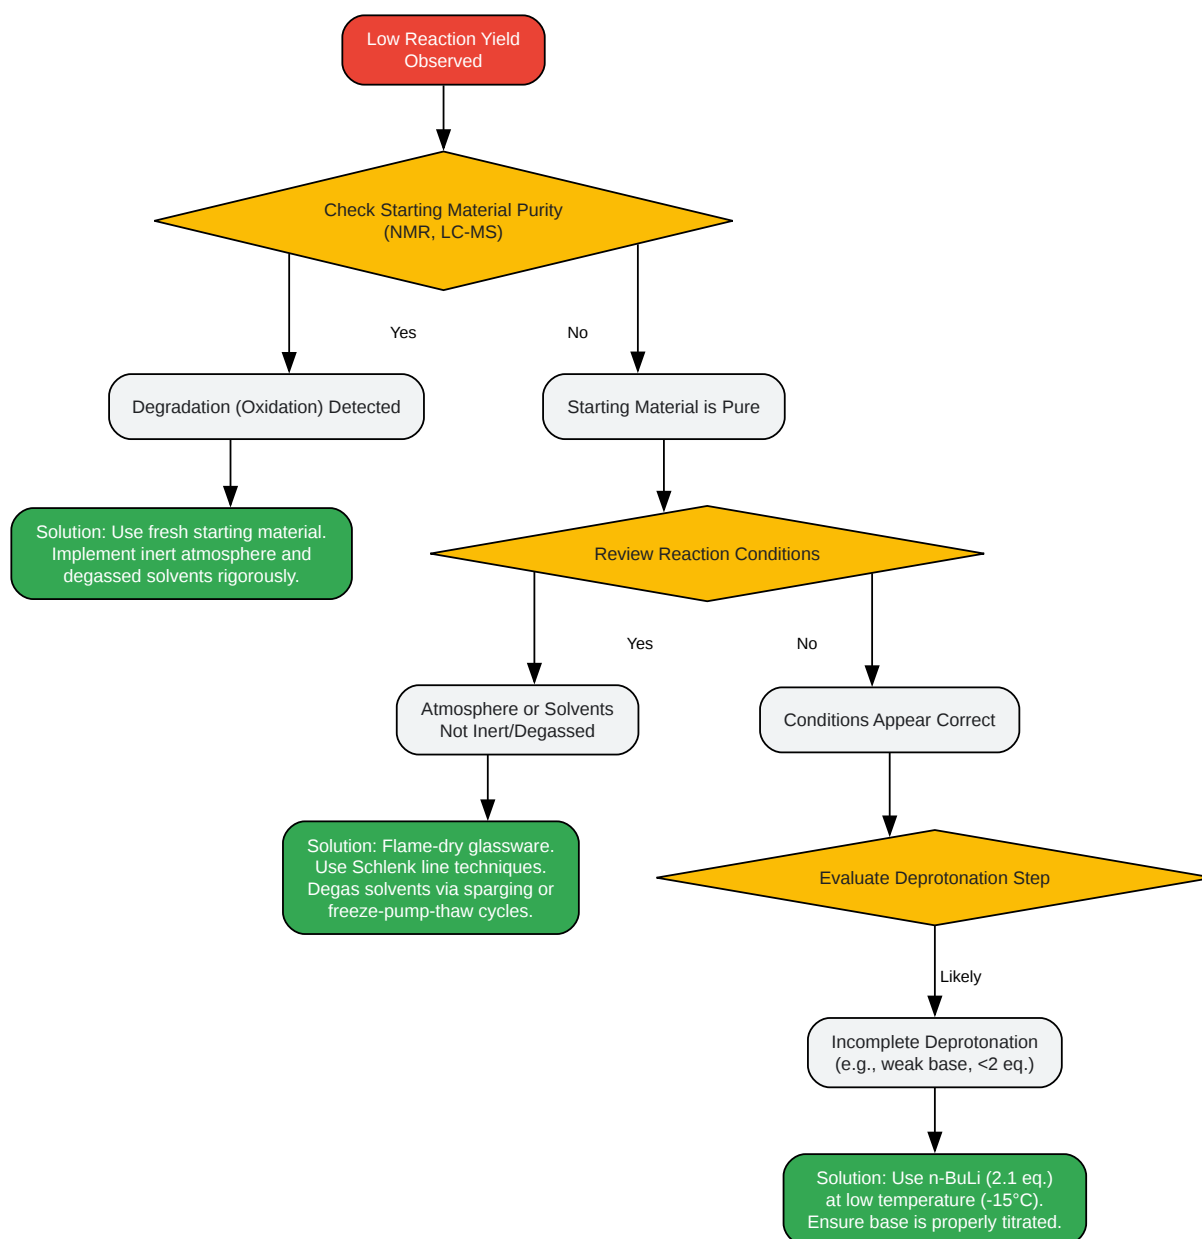 Low Reaction Yield
Observed
Check Starting Material Purity
(NMR, LC-MS)
Yes
No
Degradation (Oxidation) Detected
Starting Material is Pure
Solution: Use fresh starting material.
Implement inert atmosphere and
degassed solvents rigorously.
Review Reaction Conditions
Yes
No
Atmosphere or Solvents
Not Inert/Degassed
Conditions Appear Correct
Solution: Flame-dry glassware.
Use Schlenk line techniques.
Degas solvents via sparging or
freeze-pump-thaw cycles.
Evaluate Deprotonation Step
Likely
Incomplete Deprotonation
(e.g., weak base, <2 eq.)
Solution: Use n-BuLi (2.1 eq.)
at low temperature (-15°C).
Ensure base is properly titrated.